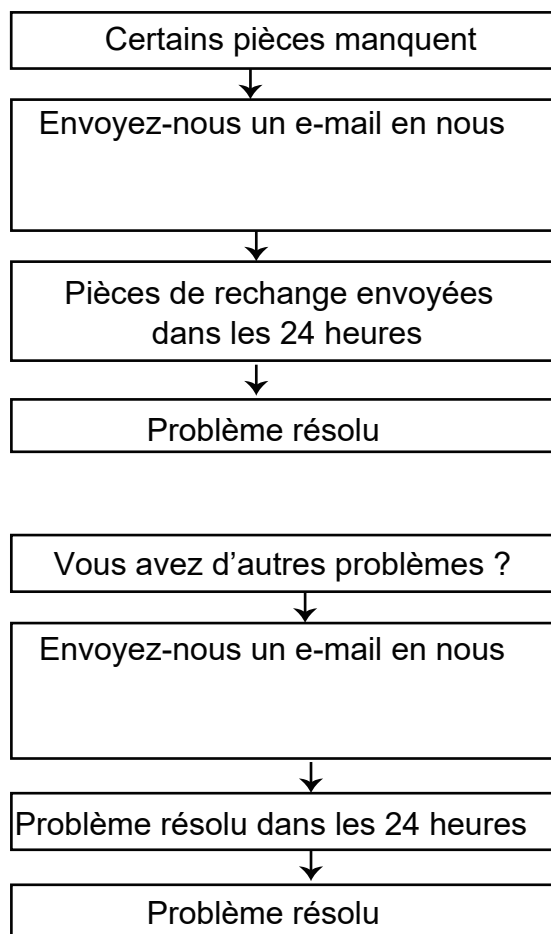 Certains pièces manquent
Envoyez-nous un e-mail en nous
Pièces de rechange envoyées
dans les 24 heures
Problème résolu
Vous avez d’autres problèmes ?
Envoyez-nous un e-mail en nous
Problème résolu dans les 24 heures
Problème résolu